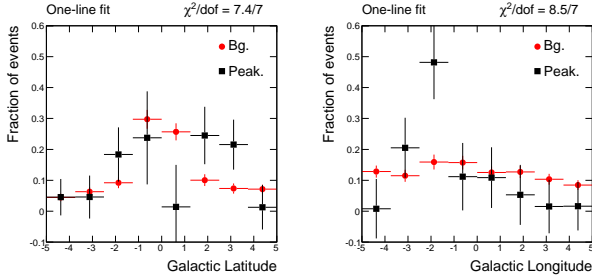 One-line fit χ²/dof = 7.4/7
Fraction of events
0.6
0.5
0.4
0.3
0.2
0.1
0
-0.1
Bg.
Peak.
-5 -4 -3 -2 -1 0 1 2 3 4 5
Galactic Latitude
One-line fit χ²/dof = 8.5/7
Fraction of events
0.6
0.5
0.4
0.3
0.2
0.1
0
-0.1
Bg.
Peak.
-5 -4 -3 -2 -1 0 1 2 3 4 5
Galactic Longitude